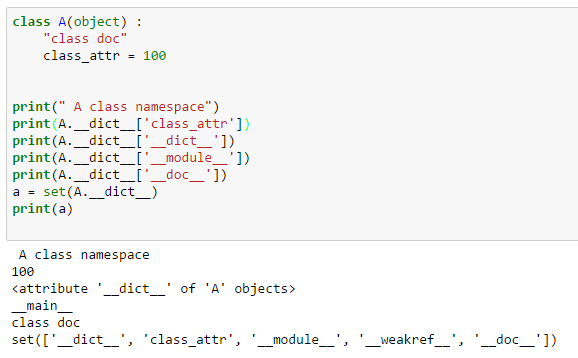 class A(object) :
    "class doc"
    class_attr = 100
print(" A class namespace")
print(A.__dict__['class_attr'])
print(A.__dict__['__dict__'])
print(A.__dict__['__module__'])
print(A.__dict__['__doc__'])
a = set(A.__dict__)
print(a)
 A class namespace
100
<attribute '__dict__' of 'A' objects>
__main__
class doc
set(['__dict__', 'class_attr', '__module__', '__weakref__', '__doc__'])